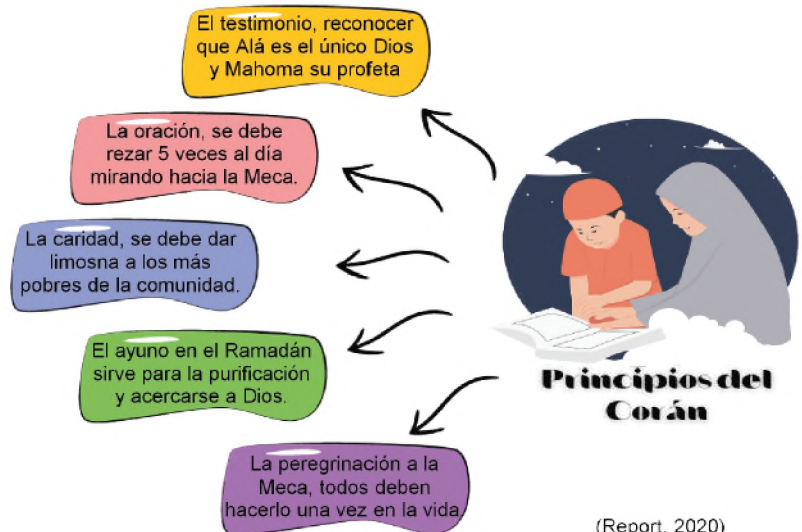 El testimonio, reconocer
que Alá es el único Dios
y Mahoma su profeta
La oración, se debe
rezar 5 veces al día
mirando hacia la Meca.
La caridad, se debe dar
limosna a los más
pobres de la comunidad.
El ayuno en el Ramadán
sirve para la purificación
y acercarse a Dios.
La peregrinación a la
Meca, todos deben
hacerlo una vez en la vida
Principios del
Corán
(Report, 2020)